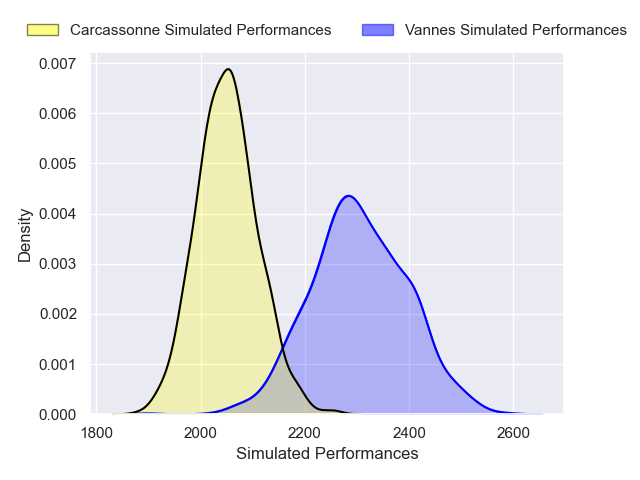 Carcassonne Simulated Performances Vannes Simulated Performances
0.007
0.006
0.005
0.004
0.003
0.002
0.001
0.000
Density
1800 2000 2200 2400 2600
Simulated Performances